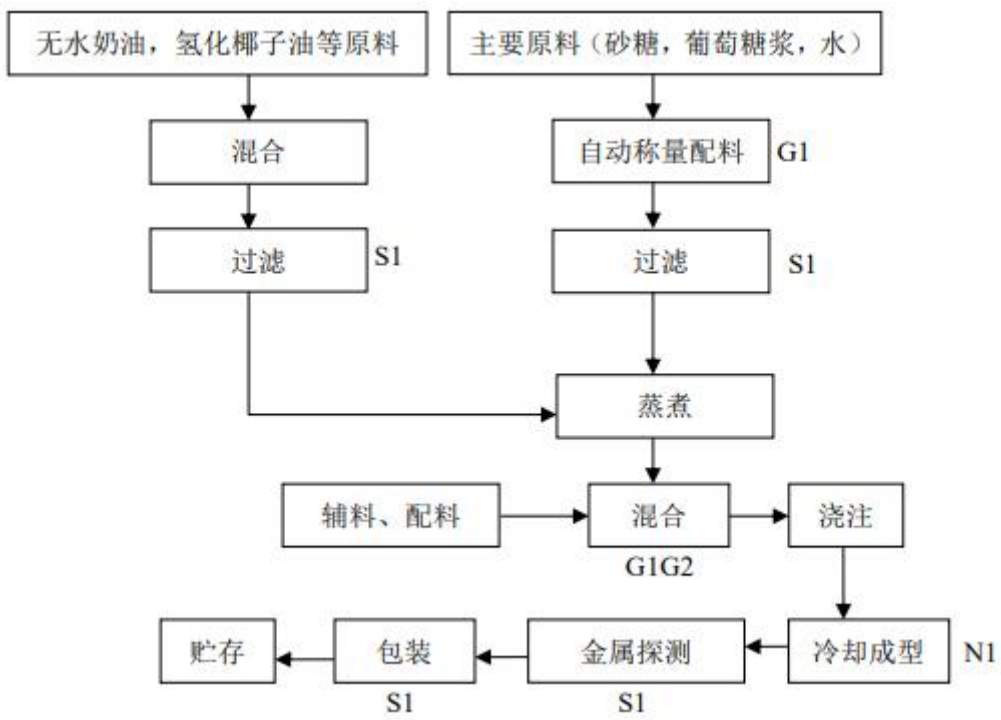 无水奶油，氢化椰子油等原料
主要原料（砂糖，葡萄糖浆，水）
混合
自动称量配料
G1
过滤
S1
过滤
S1
蒸煮
辅料、配料
混合
浇注
G1G2
贮存
包装
金属探测
冷却成型
N1
S1
S1